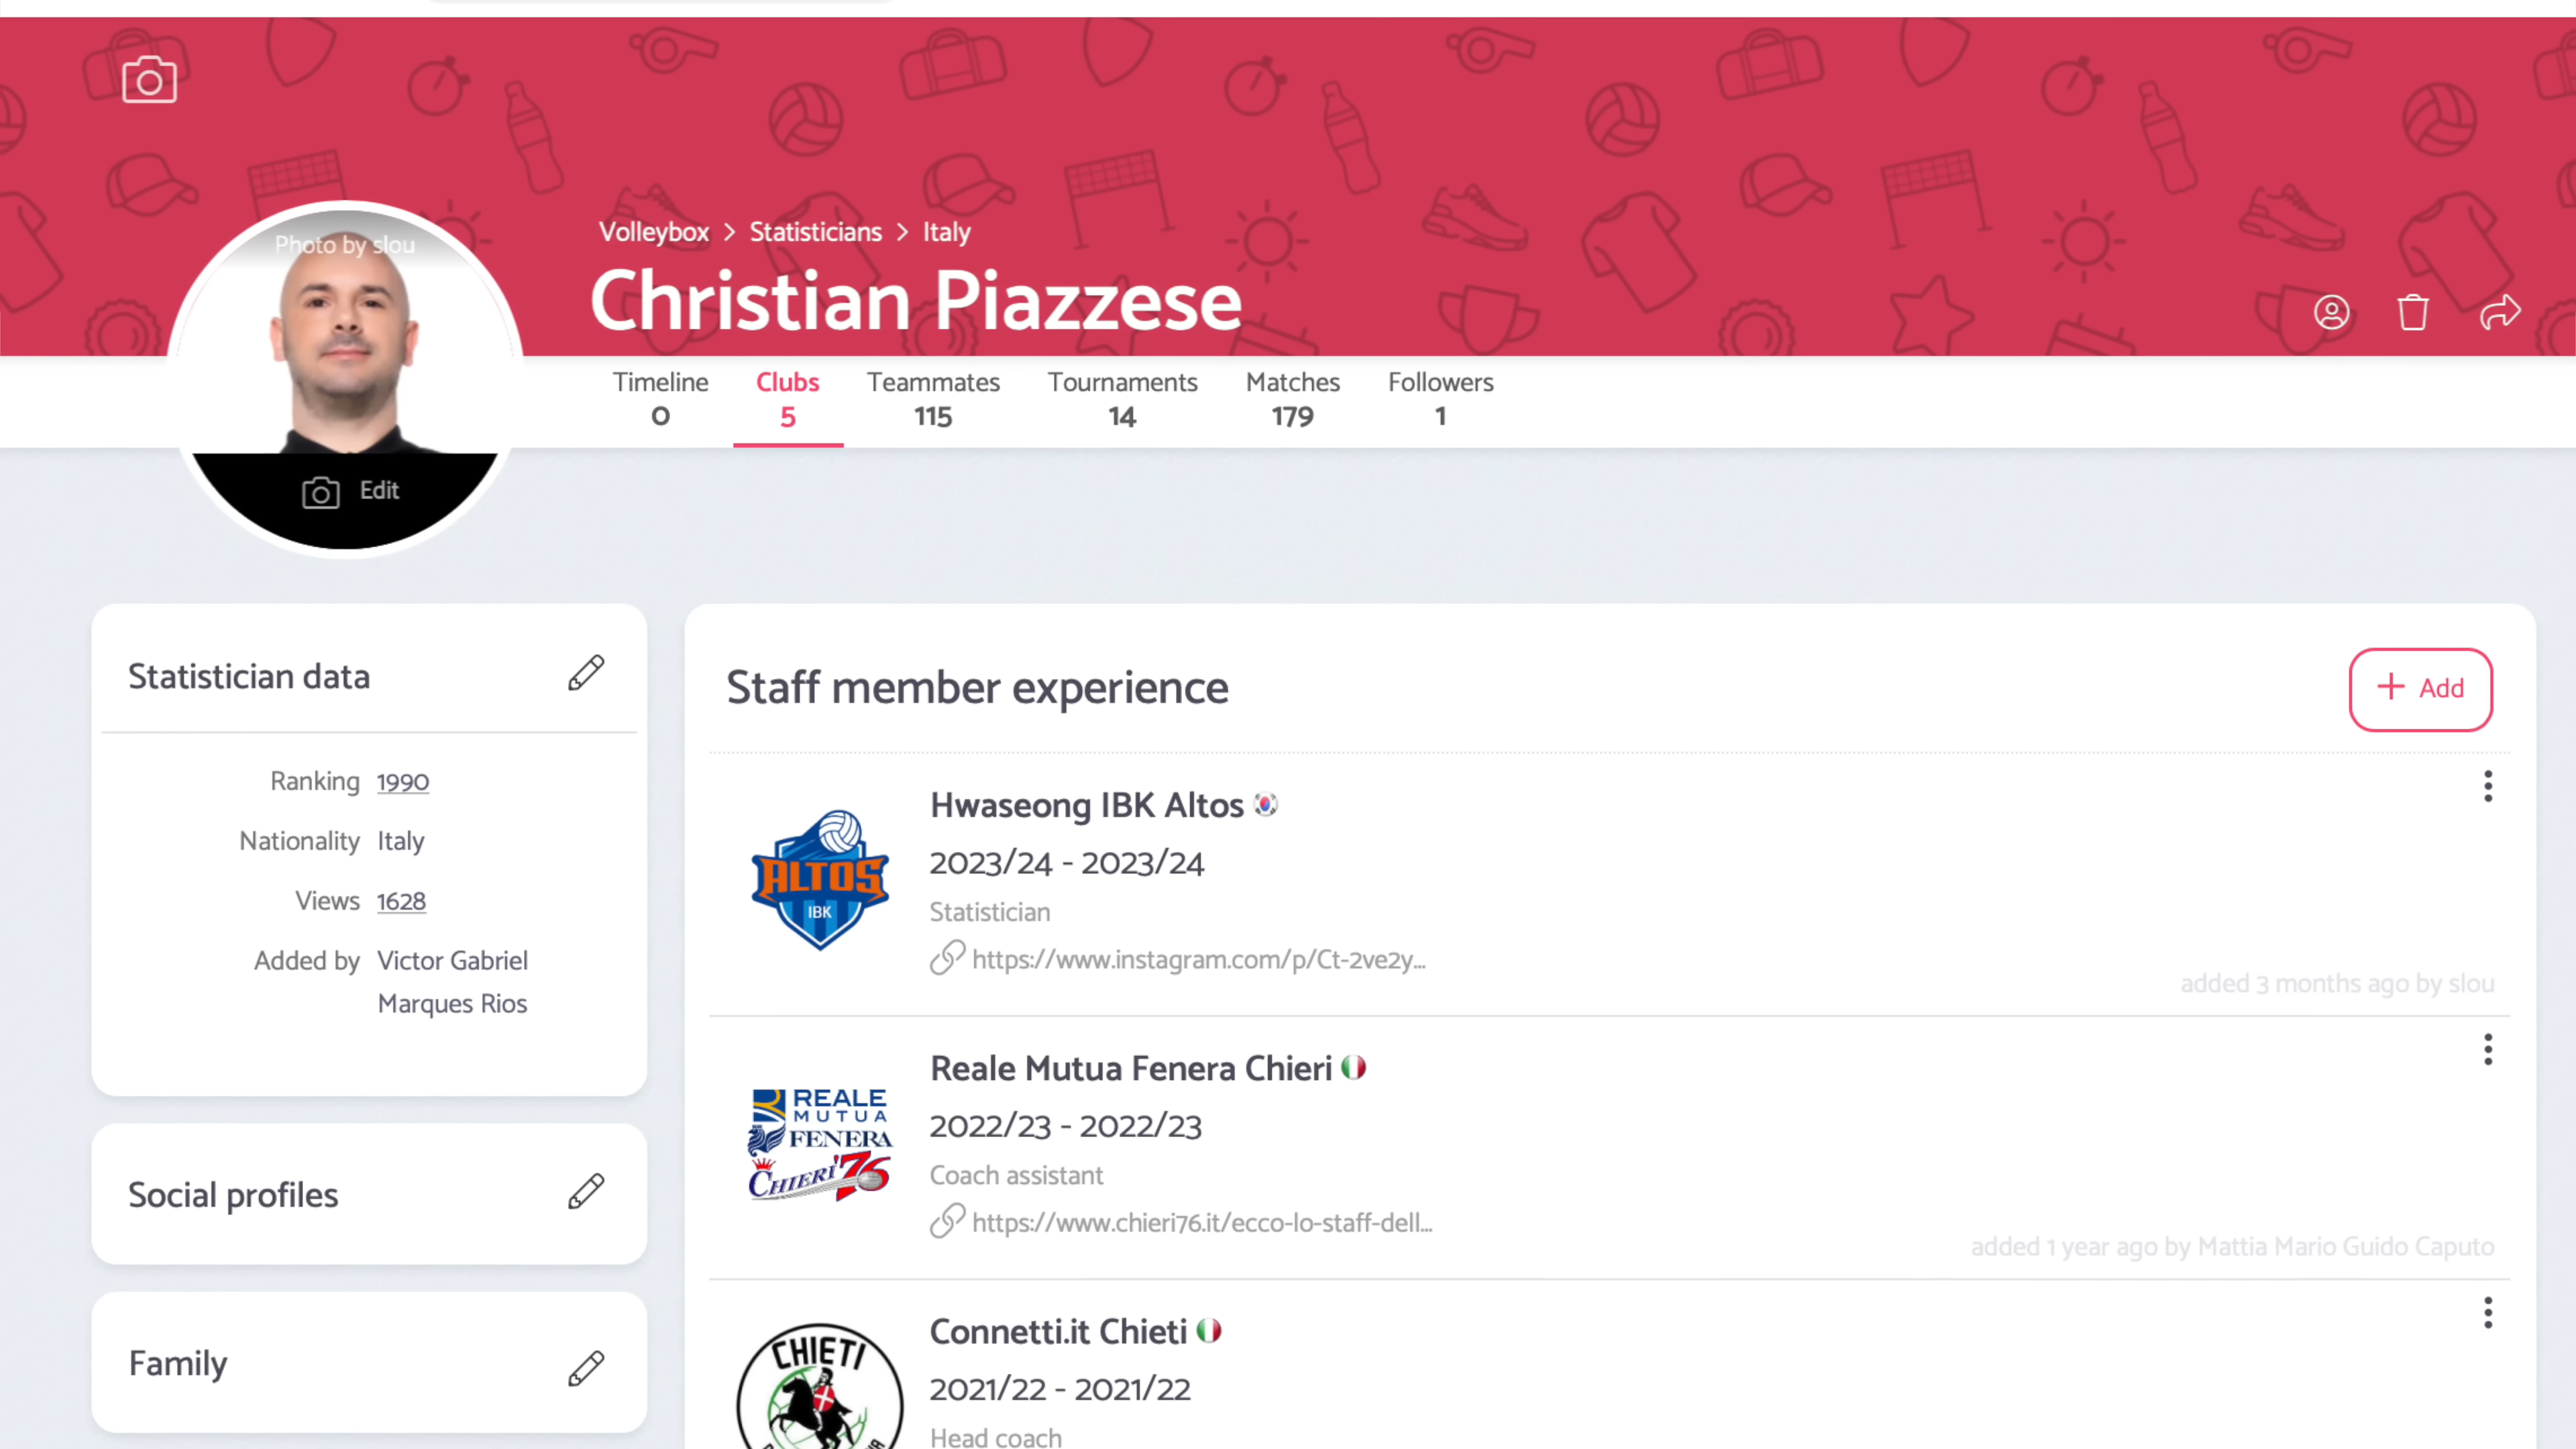 Photo by slou
Edit
Volleybox > Statisticians > Italy
Christian Piazzese
Timeline
0
Clubs
5
Teammates
115
Tournaments
14
Matches
179
Followers
1
Statistician data
Ranking 1990
Nationality Italy
Views 1628
Added by Victor Gabriel
Marques Rios
Social profiles
Family
Staff member experience
+ Add
ALTOS
IBK
Hwaseong IBK Altos
2023/24 - 2023/24
Statistician
https://www.instagram.com/p/Ct-2ve2y...
added 3 months ago by slou
REALE
MUTUA
FENERA
CHIERI'76
Reale Mutua Fenera Chieri
2022/23 - 2022/23
Coach assistant
https://www.chieri76.it/ecco-lo-staff-dell...
added 1 year ago by Mattia Mario Guido Caputo
CHIETI
Connetti.it Chieti
2021/22 - 2021/22
Head coach